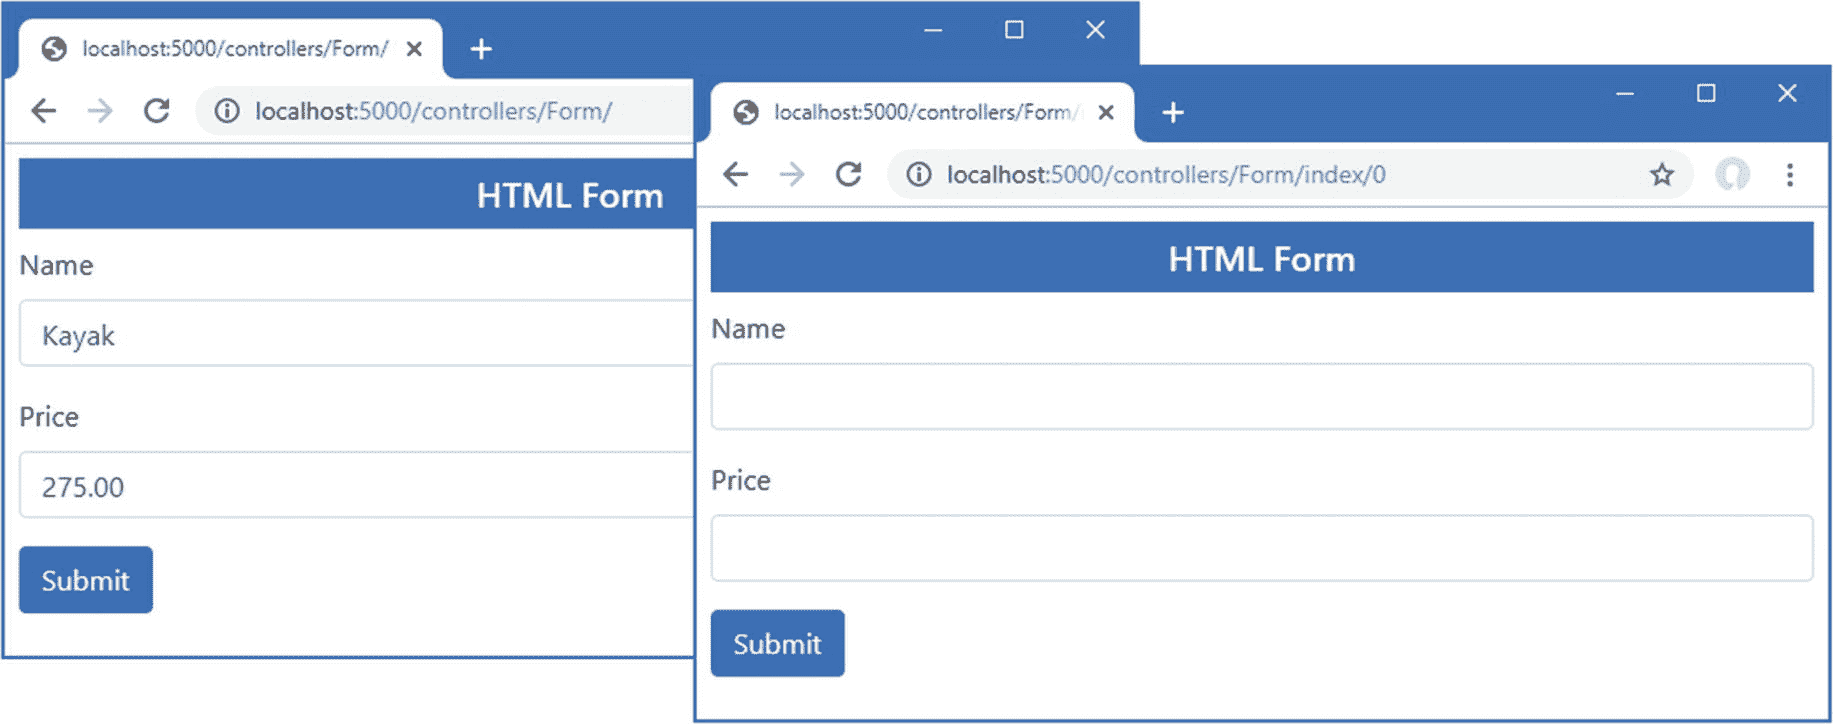 localhost:5000/controllers/Form/
localhost:5000/controllers/Form/
HTML Form
Name
Kayak
Price
275.00
Submit
localhost:5000/controllers/Form/
localhost:5000/controllers/Form/index/0
HTML Form
Name
Price
Submit